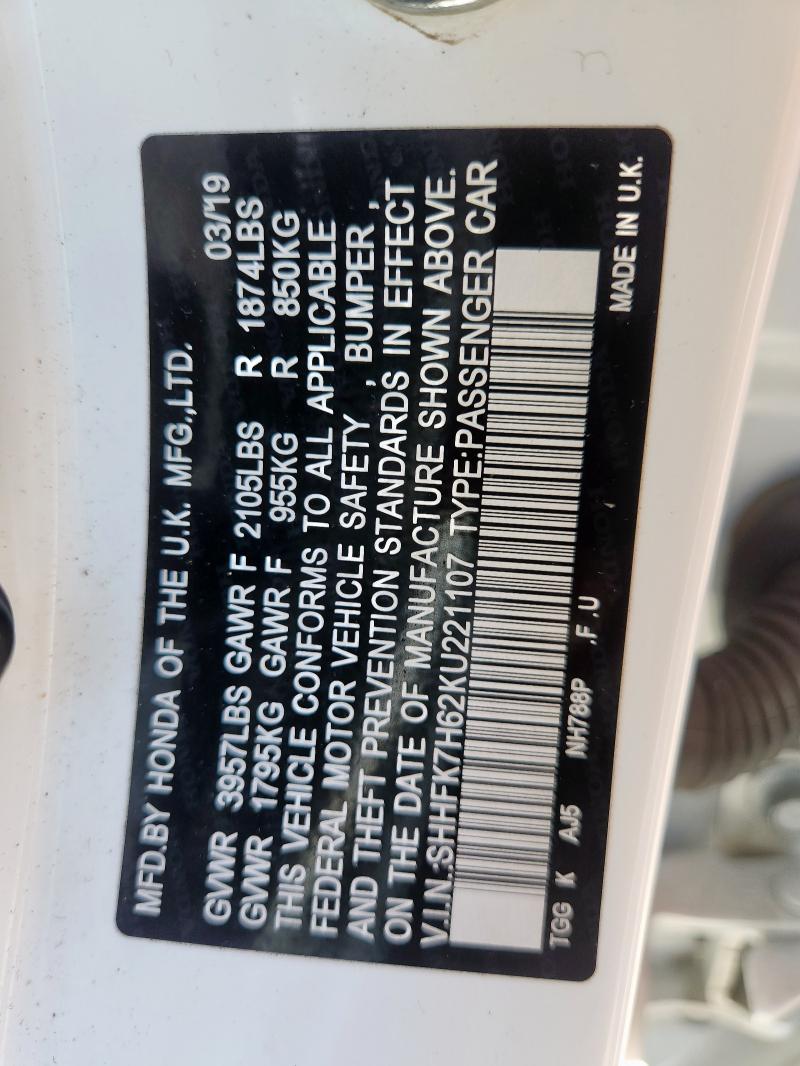 MFD.BY HONDA OF THE U.K. MFG.,LTD.
03/19
GVWR 3957LBS GAWR F 2105LBS R 1874LBS
GVWR 1795KG GAWR F 955KG R 850KG
THIS VEHICLE CONFORMS TO ALL APPLICABLE
FEDERAL MOTOR VEHICLE SAFETY , BUMPER ,
AND THEFT PREVENTION STANDARDS IN EFFECT
ON THE DATE OF MANUFACTURE SHOWN ABOVE.
V.I.N.:SHHFK7H62KU221107 TYPE:PASSENGER CAR
TGG K AJ5 NH788P .F .U
MADE IN U.K.